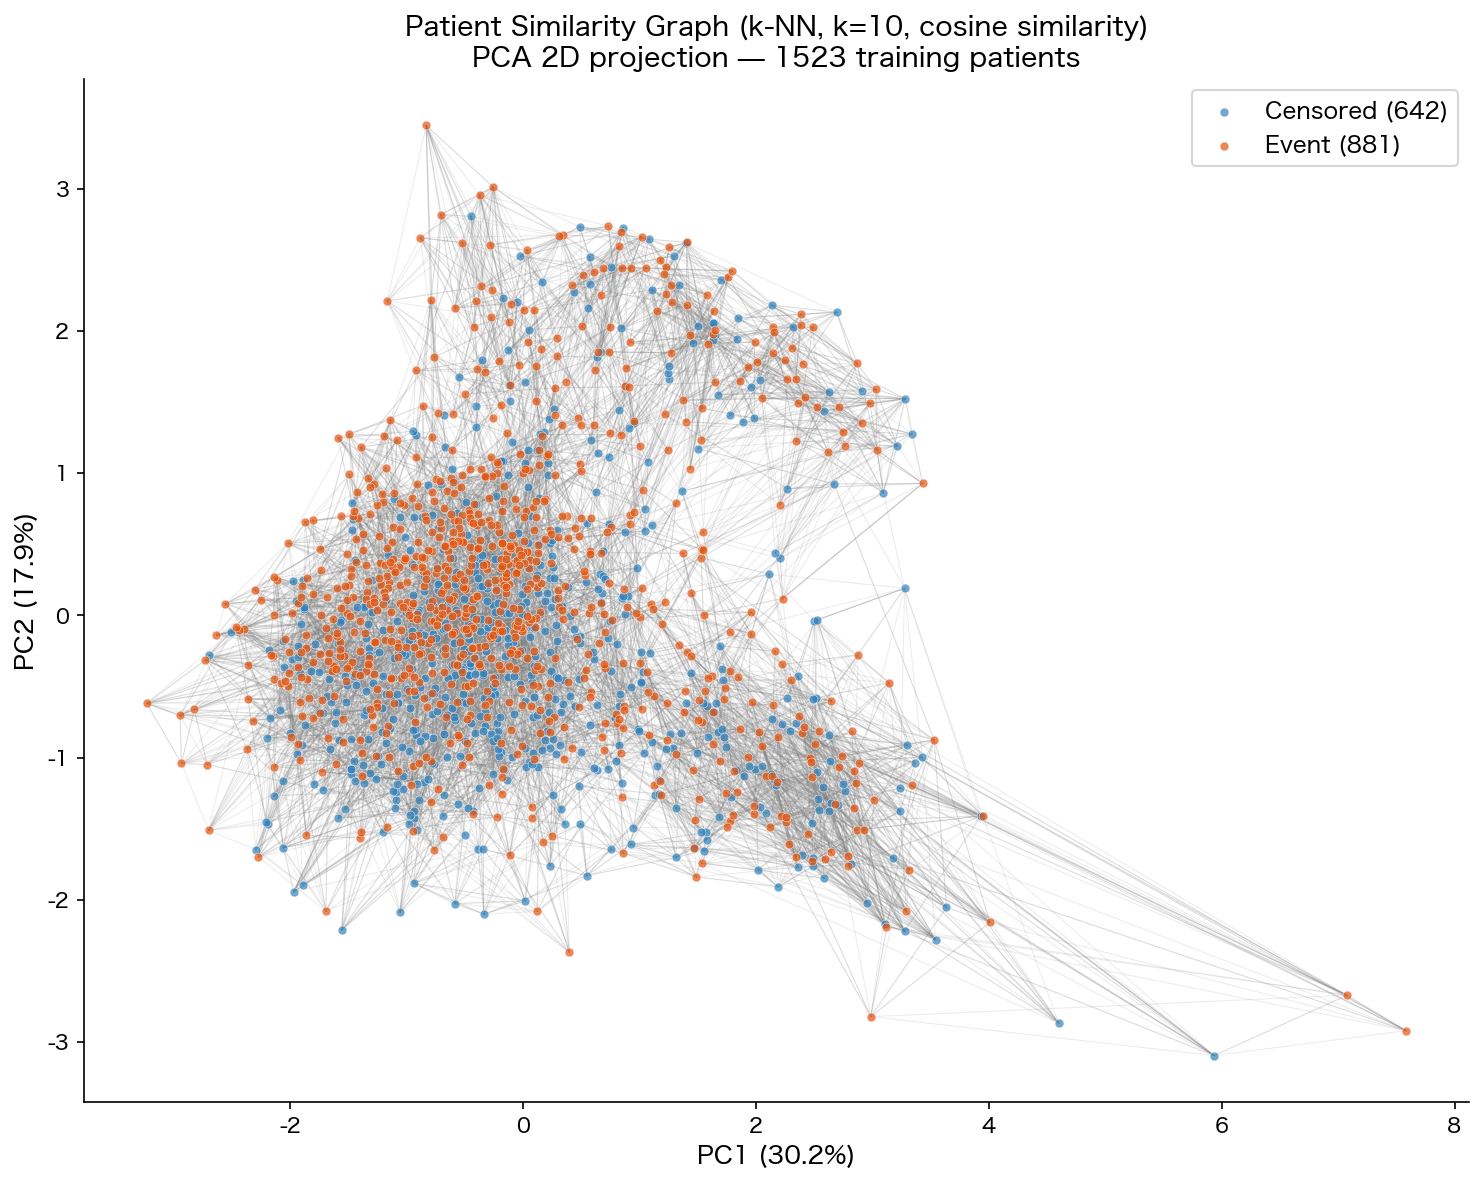 Patient Similarity Graph (k-NN, k=10, cosine similarity)
PCA 2D projection — 1523 training patients
Censored (642)
Event (881)
3
2
1
0
-1
-2
-3
PC2 (17.9%)
-2
0
2
4
6
8
PC1 (30.2%)